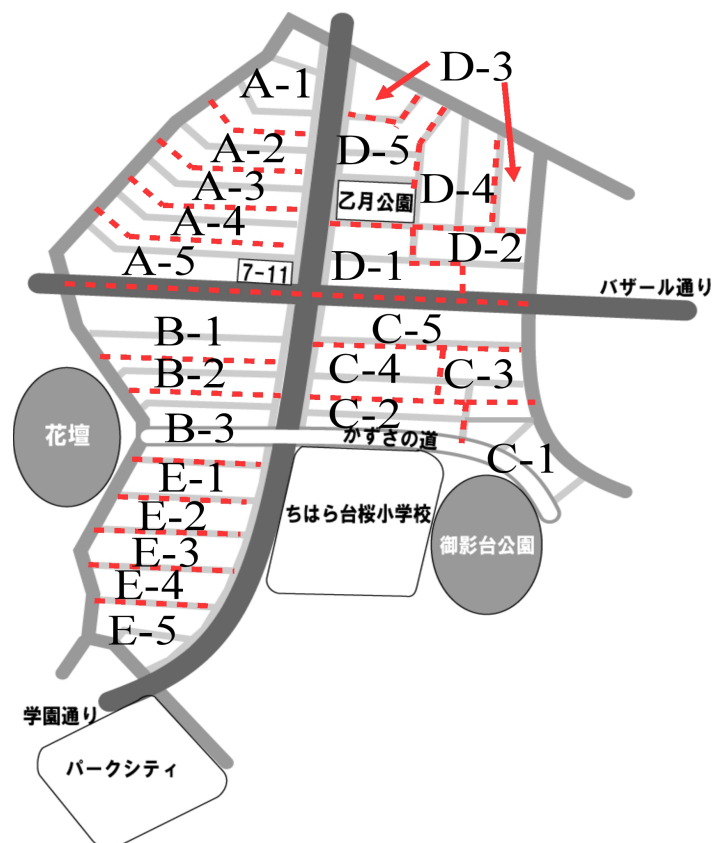 A-1
D-3
A-2
D-5
A-3
乙月公園
D-4
A-4
D-2
A-5
7-11
D-1
バザール通り
B-1
C-5
B-2
C-4
C-3
花壇
B-3
C-2
かずさの道
C-1
E-1
E-2
ちはら台桜小学校
E-3
御影台公園
E-4
E-5
学園通り
パークシティ